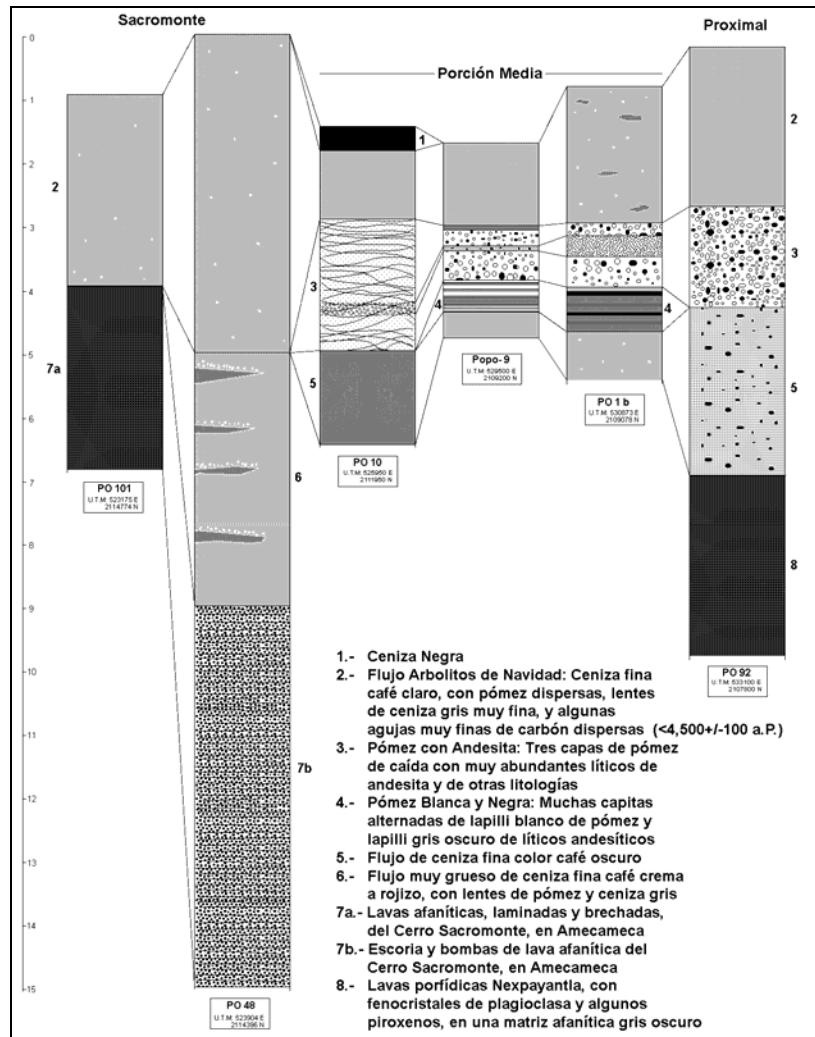 Sacromonte
Proximal
Porción Media
0
1
2
3
4
5
6
7
8
9
10
11
12
13
14
15
2
7a
PO 101
U.T.M: 523175 E
2114774 N
6
7b
PO 48
U.T.M: 523904 E
2114386 N
1
3
5
PO 10
U.T.M: 525950 E
2111950 N
4
Popo- 9
U.T.M: 529500 E
2109200 N
4
PO 1 b
U.T.M: 530873 E
2109078 N
2
3
5
8
PO 92
U.T.M: 533100 E
2107800 N
1.- Ceniza Negra
2.- Flujo Arbolitos de Navidad: Ceniza fina
café claro, con pómez dispersas, lentes
de ceniza gris muy fina, y algunas
agujas muy finas de carbón dispersas (<4,500+/-100 a.P.)
3.- Pómez con Andesita: Tres capas de pómez
de caída con muy abundantes líticos de
andesita y de otras litologías
4.- Pómez Blanca y Negra: Muchas capitas
alternadas de lapilli blanco de pómez y
lapilli gris oscuro de líticos andesíticos
5.- Flujo de ceniza fina color café oscuro
6.- Flujo muy grueso de ceniza fina café crema
a rojizo, con lentes de pómez y ceniza gris
7a.- Lavas afaníticas, laminadas y brechadas,
del Cerro Sacromonte, en Amecameca
7b.- Escoria y bombas de lava afanítica del
Cerro Sacromonte, en Amecameca
8.- Lavas porfídicas Nexpayantla, con
fenocristales de plagioclasa y algunos
piroxenos, en una matriz afanítica gris oscuro